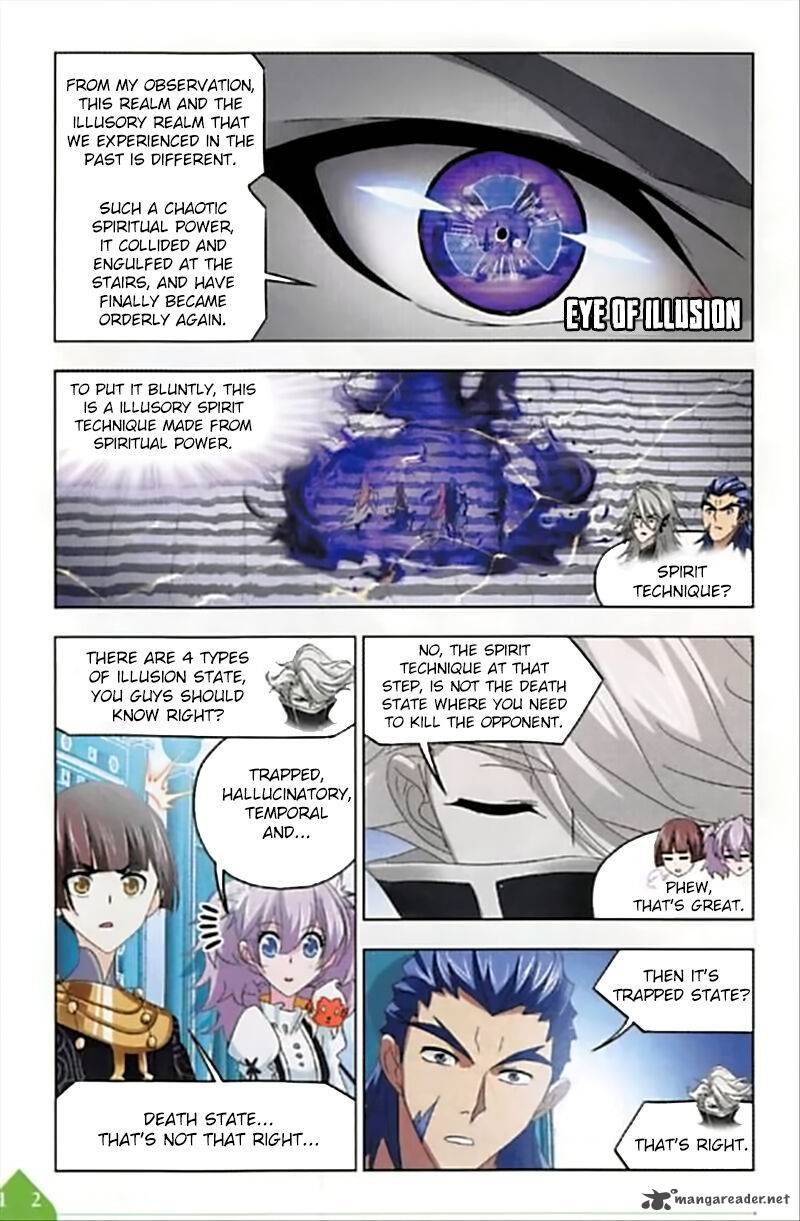 FROM MY OBSERVATION,
THIS REALM AND THE
ILLUSORY REALM THAT
WE EXPERIENCED IN THE
PAST IS DIFFERENT.
SUCH A CHAOTIC
SPIRITUAL POWER,
IT COLLIDED AND
ENGULFED AT THE
STAIRS, AND HAVE
FINALLY BECAME
ORDERLY AGAIN.
EYE OF ILLUSION
TO PUT IT BLUNTLY, THIS
IS A ILLUSORY SPIRIT
TECHNIQUE MADE FROM
SPIRITUAL POWER.
SPIRIT
TECHNIQUE?
THERE ARE 4 TYPES
OF ILLUSION STATE,
YOU GUYS SHOULD
KNOW RIGHT?
TRAPPED,
HALLUCINATORY,
TEMPORAL
AND...
DEATH STATE...
THAT'S NOT THAT RIGHT...
NO, THE SPIRIT
TECHNIQUE AT THAT
STEP, IS NOT THE DEATH
STATE WHERE YOU NEED
TO KILL THE OPPONENT.
PHEW,
THAT'S GREAT.
THEN IT'S
TRAPPED STATE?
THAT'S RIGHT.
1 2
mangareader.net